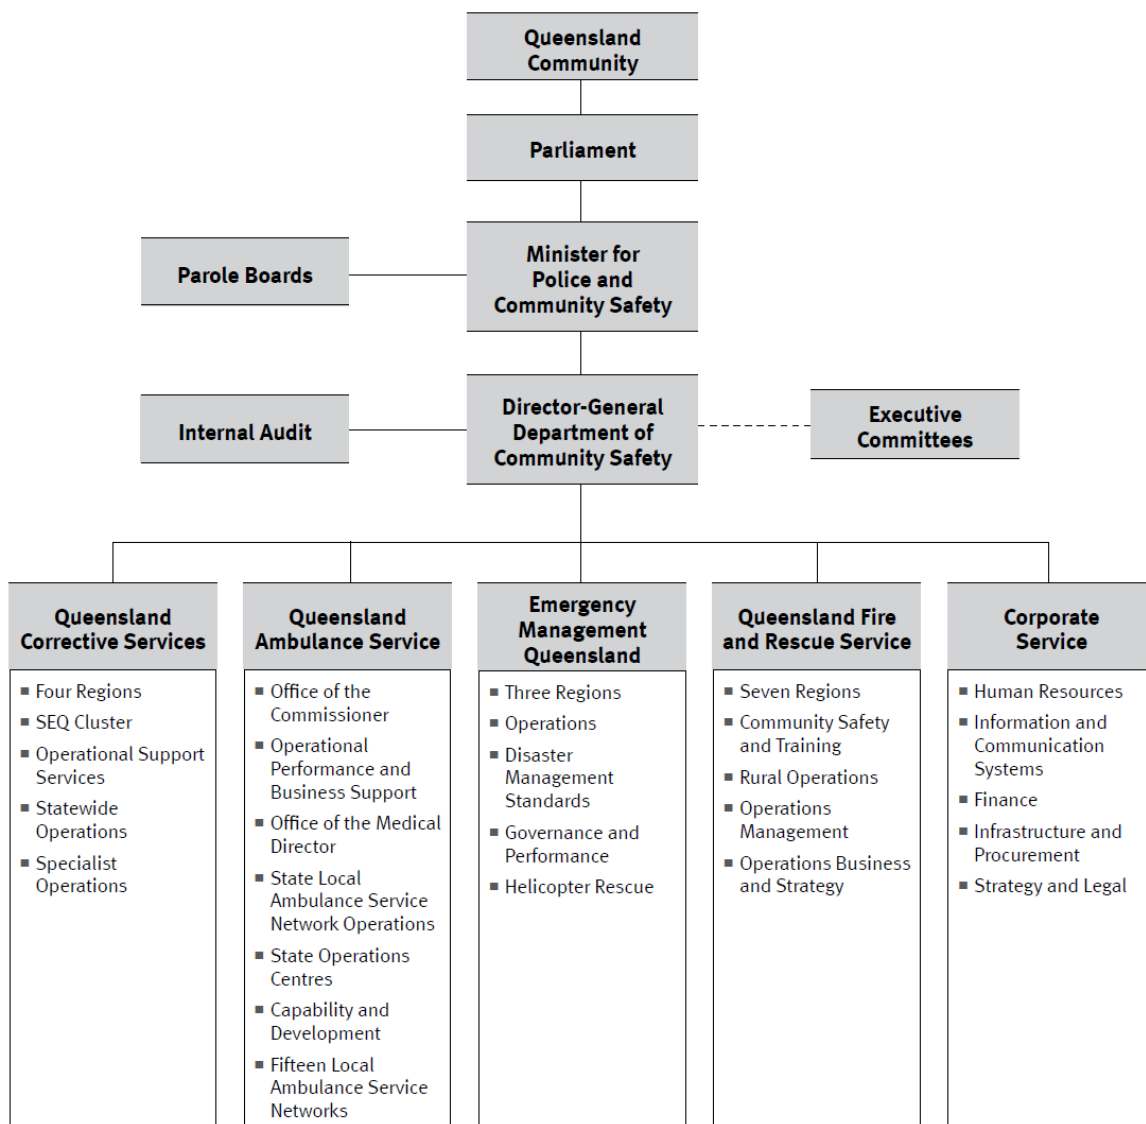 Queensland
Community
Parliament
Minister for
Police and
Community Safety
Parole Boards
Director-General
Department of
Community Safety
Internal Audit
Executive
Committees
Queensland
Corrective Services
▪ Four Regions
▪ SEQ Cluster
▪ Operational Support
Services
▪ Statewide
Operations
▪ Specialist
Operations
Queensland
Ambulance Service
▪ Office of the
Commissioner
▪ Operational
Performance and
Business Support
▪ Office of the Medical
Director
▪ State Local
Ambulance Service
Network Operations
▪ State Operations
Centres
▪ Capability and
Development
▪ Fifteen Local
Ambulance Service
Networks
Emergency
Management
Queensland
▪ Three Regions
▪ Operations
▪ Disaster
Management
Standards
▪ Governance and
Performance
▪ Helicopter Rescue
Queensland Fire
and Rescue Service
▪ Seven Regions
▪ Community Safety
and Training
▪ Rural Operations
▪ Operations
Management
▪ Operations Business
and Strategy
Corporate
Service
▪ Human Resources
▪ Information and
Communication
Systems
▪ Finance
▪ Infrastructure and
Procurement
▪ Strategy and Legal